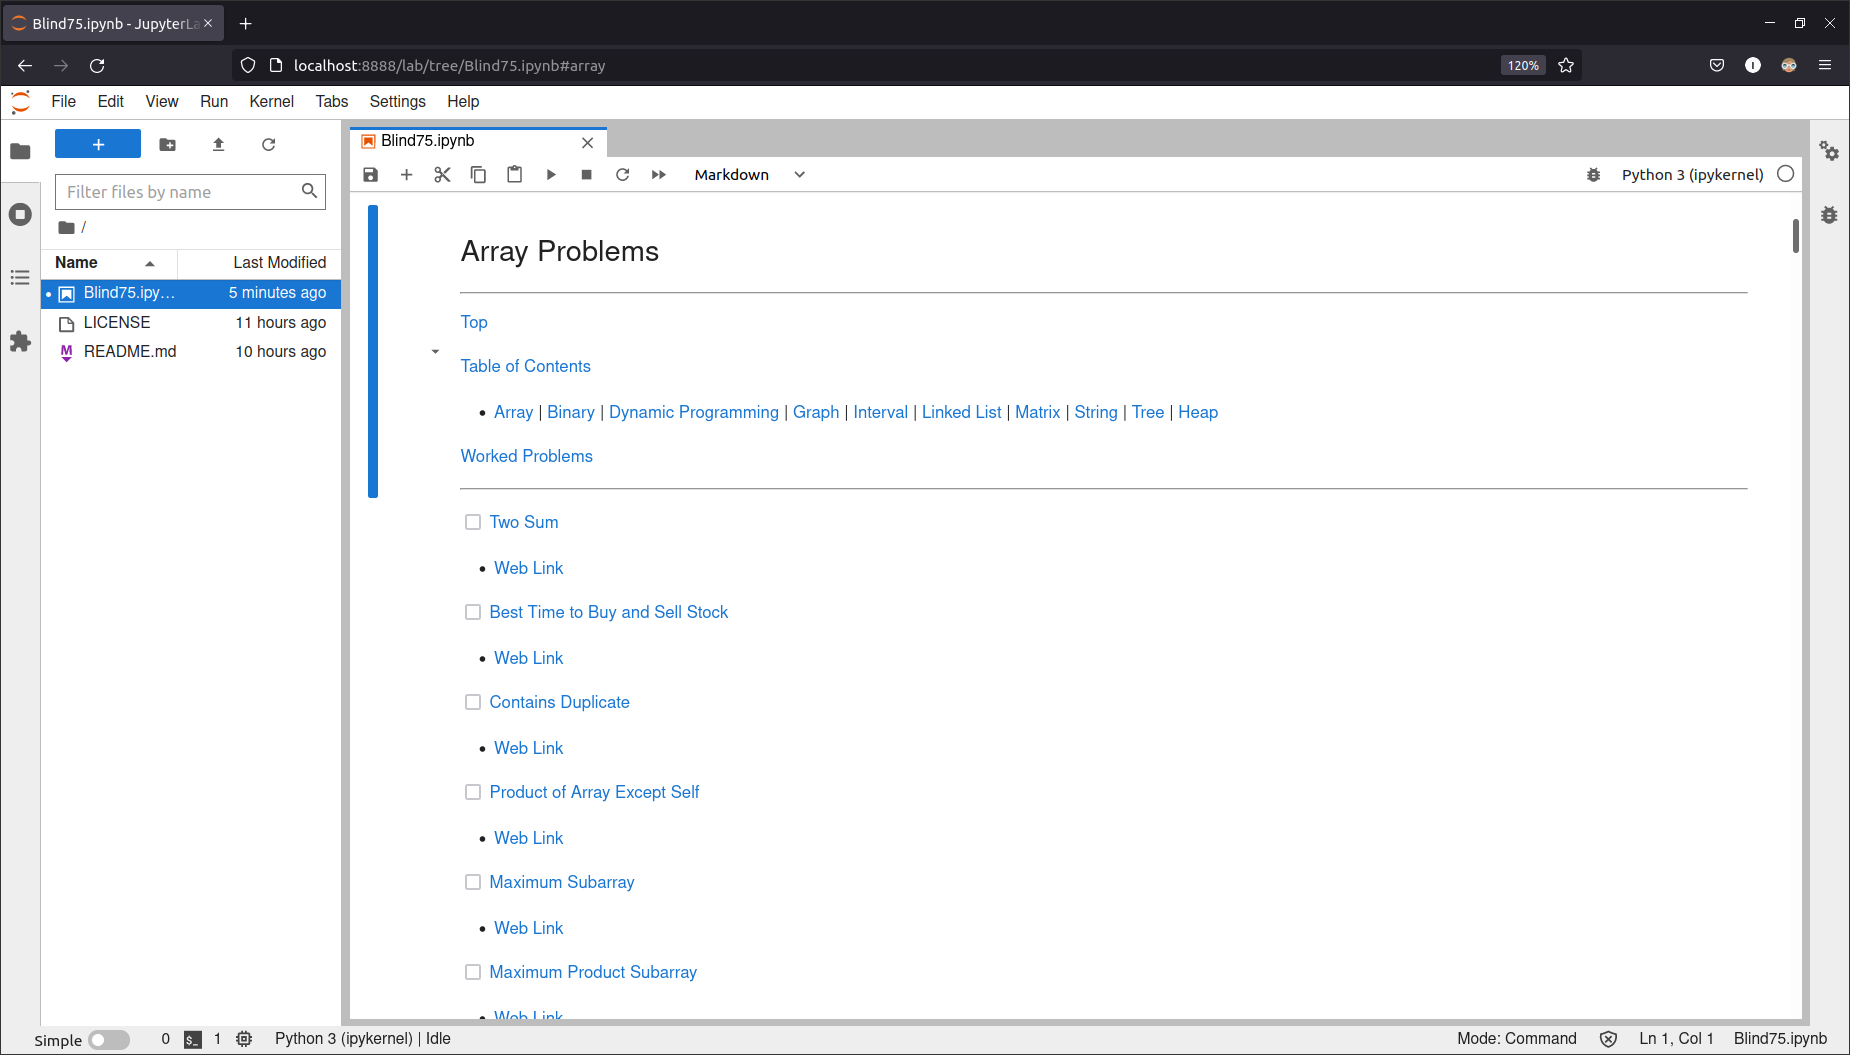 Blind75.ipynb - JupyterLa
localhost:8888/lab/tree/Blind75.ipynb#array
120%
File Edit View Run Kernel Tabs Settings Help
+
Filter files by name
/
Name Last Modified
Blind75.ipy... 5 minutes ago
LICENSE 11 hours ago
README.md 10 hours ago
Blind75.ipynb
Markdown
Python 3 (ipykernel)
Array Problems
Top
Table of Contents
• Array | Binary | Dynamic Programming | Graph | Interval | Linked List | Matrix | String | Tree | Heap
Worked Problems
Two Sum
• Web Link
Best Time to Buy and Sell Stock
• Web Link
Contains Duplicate
• Web Link
Product of Array Except Self
• Web Link
Maximum Subarray
• Web Link
Maximum Product Subarray
• Web Link
Simple 0 $_ 1 Python 3 (ipykernel) | Idle
Mode: Command Ln 1, Col 1 Blind75.ipynb